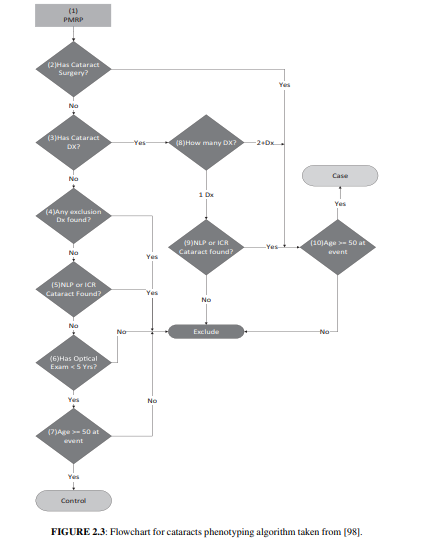 (1)
PMRP
(2)Has Cataract
Surgery?
Yes
No
(3)Has Cataract
DX?
Yes
(8)How many DX?
2+Dx
Case
No
1 Dx
Yes
(4)Any exclusion
Dx found?
Yes
(9)NLP or ICR
Cataract found?
Yes
(10)Age >= 50 at
event
No
(5)NLP or ICR
Cataract Found?
Yes
No
No
No
Exclude
No
(6)Has Optical
Exam < 5 Yrs?
Yes
No
(7)Age >= 50 at
event
Yes
Control
FIGURE 2.3: Flowchart for cataracts phenotyping algorithm taken from [98].